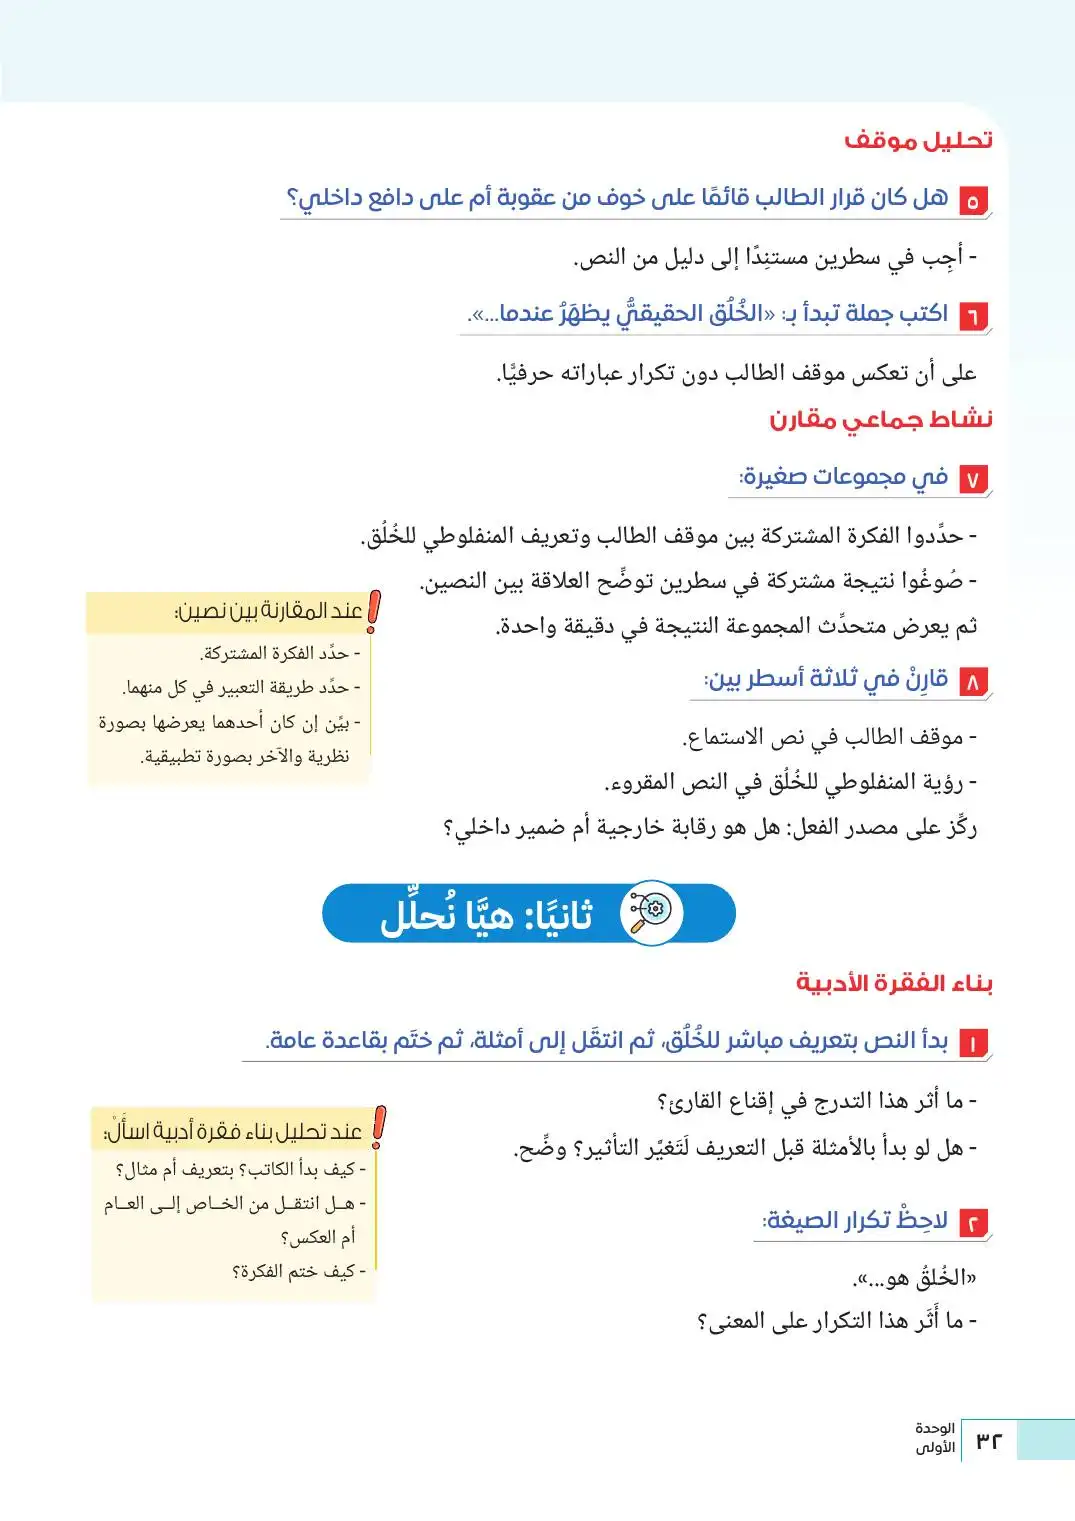 تحليل موقف
٥ هل كان قرار الطالب قائمًا على خوف من عقوبة أم على دافع داخلي؟
- أجِب في سطرين مستنِدًا إلى دليل من النص.
٦ اكتب جملة تبدأ بـ: «الخُلُق الحقيقيُّ يظهَرُ عندما...».
على أن تعكس موقف الطالب دون تكرار عباراته حرفيًّا.
نشاط جماعي مقارن
٧ في مجموعات صغيرة:
- حدِّدوا الفكرة المشتركة بين موقف الطالب وتعريف المنفلوطي للخُلُق.
- صُوغُوا نتيجة مشتركة في سطرين توضِّح العلاقة بين النصين.
ثم يعرض متحدِّث المجموعة النتيجة في دقيقة واحدة.
عند المقارنة بين نصين:
- حدِّد الفكرة المشتركة.
- حدِّد طريقة التعبير في كل منهما.
- بيَّن إن كان أحدهما يعرضها بصورة
نظرية والآخر بصورة تطبيقية.
٨ قارِنْ في ثلاثة أسطر بين:
- موقف الطالب في نص الاستماع.
- رؤية المنفلوطي للخُلُق في النص المقروء.
ركِّز على مصدر الفعل: هل هو رقابة خارجية أم ضمير داخلي؟
ثانيًا: هيَّا نُحلِّل
بناء الفقرة الأدبية
١ بدأ النص بتعريف مباشر للخُلُق، ثم انتقَل إلى أمثلة، ثم ختَم بقاعدة عامة.
- ما أثر هذا التدرج في إقناع القارئ؟
- هل لو بدأ بالأمثلة قبل التعريف لَتَغيَّر التأثير؟ وضِّح.
عند تحليل بناء فقرة أدبية اسأَلْ:
- كيف بدأ الكاتب؟ بتعريف أم مثال؟
- هـل انتقـل من الخـاص إلـى العـام
أم العكس؟
- كيف ختم الفكرة؟
٢ لاحِظْ تكرار الصيغة:
«الخُلقُ هو...».
- ما أَثَر هذا التكرار على المعنى؟
٣٢
الوحدة
الأولى